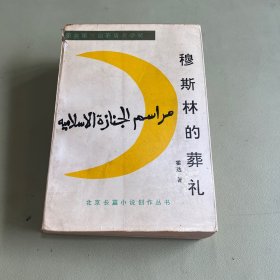 穆斯林的葬礼
مراسم الجنازة الاسلاميه
霍达 著
北京长篇小说创作丛书